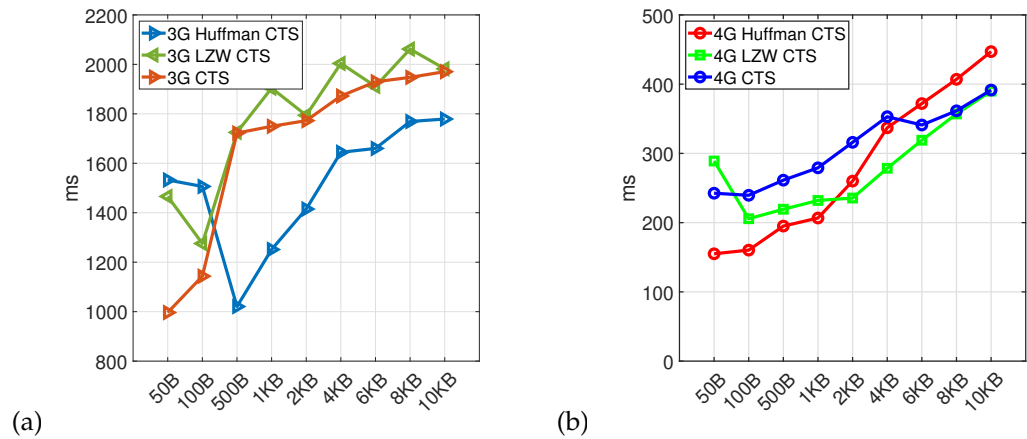 2200
2000
1800
1600
1400
1200
1000
800
ms
3G Huffman CTS
3G LZW CTS
3G CTS
50B
100B
500B
1KB
2KB
4KB
6KB
8KB
10KB
(a)
500
400
300
200
100
0
ms
4G Huffman CTS
4G LZW CTS
4G CTS
50B
100B
500B
1KB
2KB
4KB
6KB
8KB
10KB
(b)